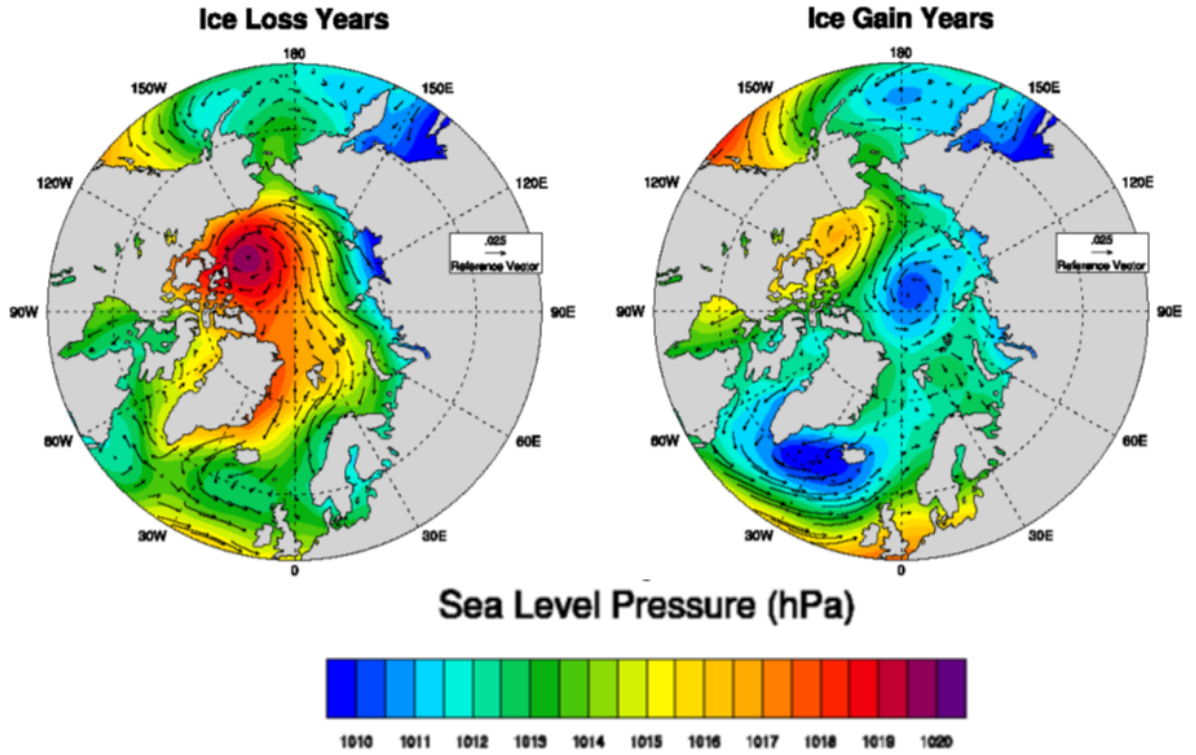 Ice Loss Years
Ice Gain Years
180
150W
150E
120W
120E
.025
Reference Vector
90W
90E
60W
60E
30W
30E
0
180
150W
150E
120W
120E
.025
Reference Vector
90W
90E
60W
60E
30W
30E
0
Sea Level Pressure (hPa)
1010 1011 1012 1013 1014 1015 1016 1017 1018 1019 1020